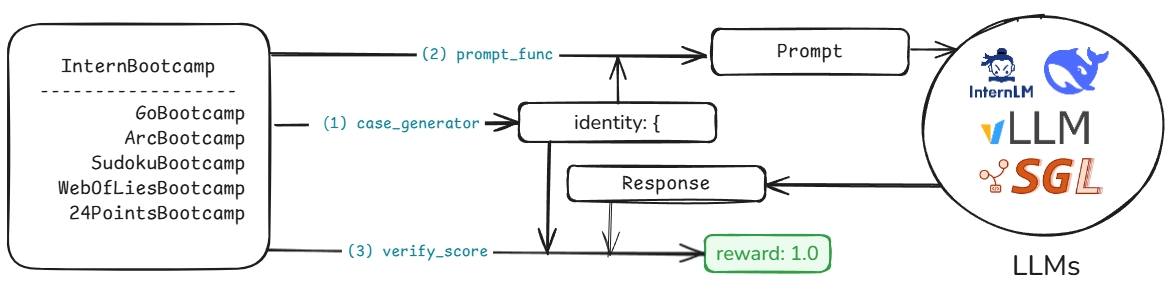 InternBootcamp
-----------------
GoBootcamp
ArcBootcamp
SudokuBootcamp
WebOfLiesBootcamp
24PointsBootcamp
(2) prompt_func
Prompt
(1) case_generator
identity: {
Response
(3) verify_score
reward: 1.0
InternLM
vLLM
SGL
LLMs